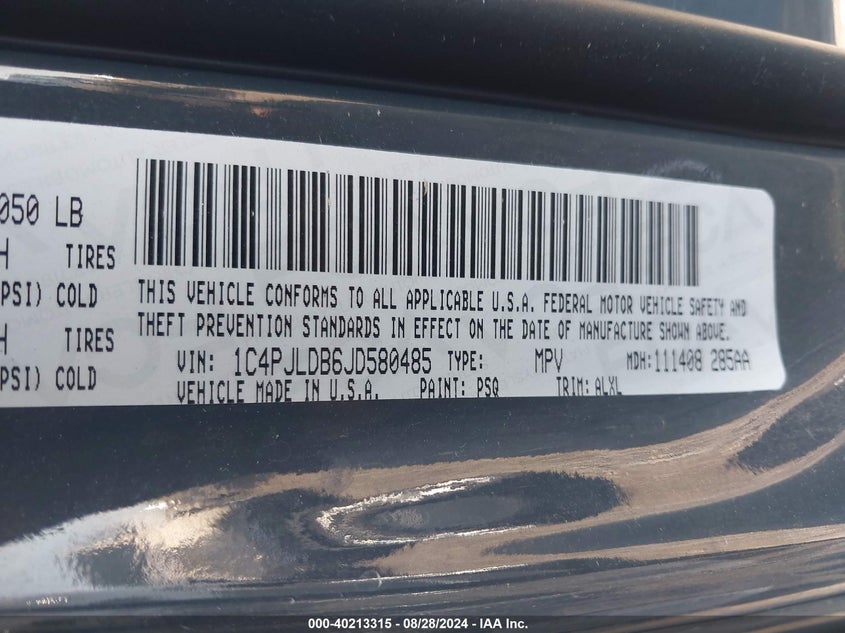 050 LB
TIRES
PSI) COLD
THIS VEHICLE CONFORMS TO ALL APPLICABLE U.S.A. FEDERAL MOTOR VEHICLE SAFETY AND
THEFT PREVENTION STANDARDS IN EFFECT ON THE DATE OF MANUFACTURE SHOWN ABOVE.
TIRES
PSI) COLD
VIN: 1C4PJLDB6JD580485 TYPE: MPV MDH:111408 285AA
VEHICLE MADE IN U.S.A. PAINT: PSQ TRIM: ALXL
000-40213315 - 08/28/2024 - IAA Inc.